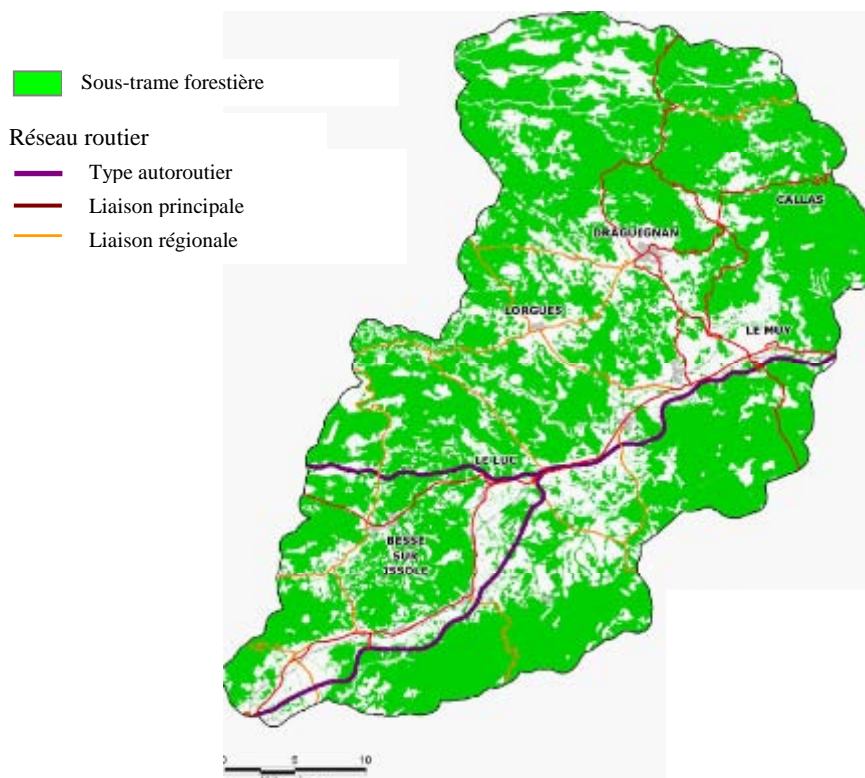 Sous-trame forestière
Réseau routier
Type autoroutier
Liaison principale
Liaison régionale
CALLAS
DRAGUIGNAN
LORGUES
LE MUY
LE LUC
BESSE
SUR
ISSOLE
0 5 10